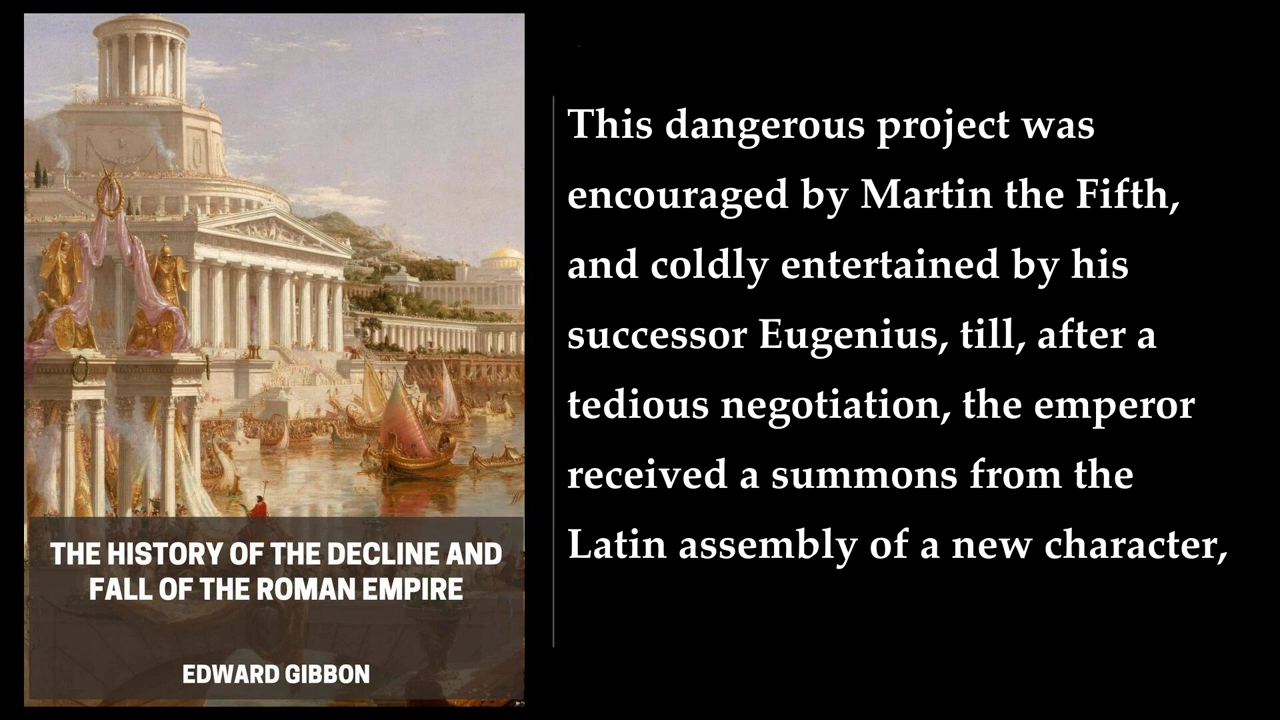 THE HISTORY OF THE DECLINE AND
FALL OF THE ROMAN EMPIRE
EDWARD GIBBON
This dangerous project was
encouraged by Martin the Fifth,
and coldly entertained by his
successor Eugenius, till, after a
tedious negotiation, the emperor
received a summons from the
Latin assembly of a new character,